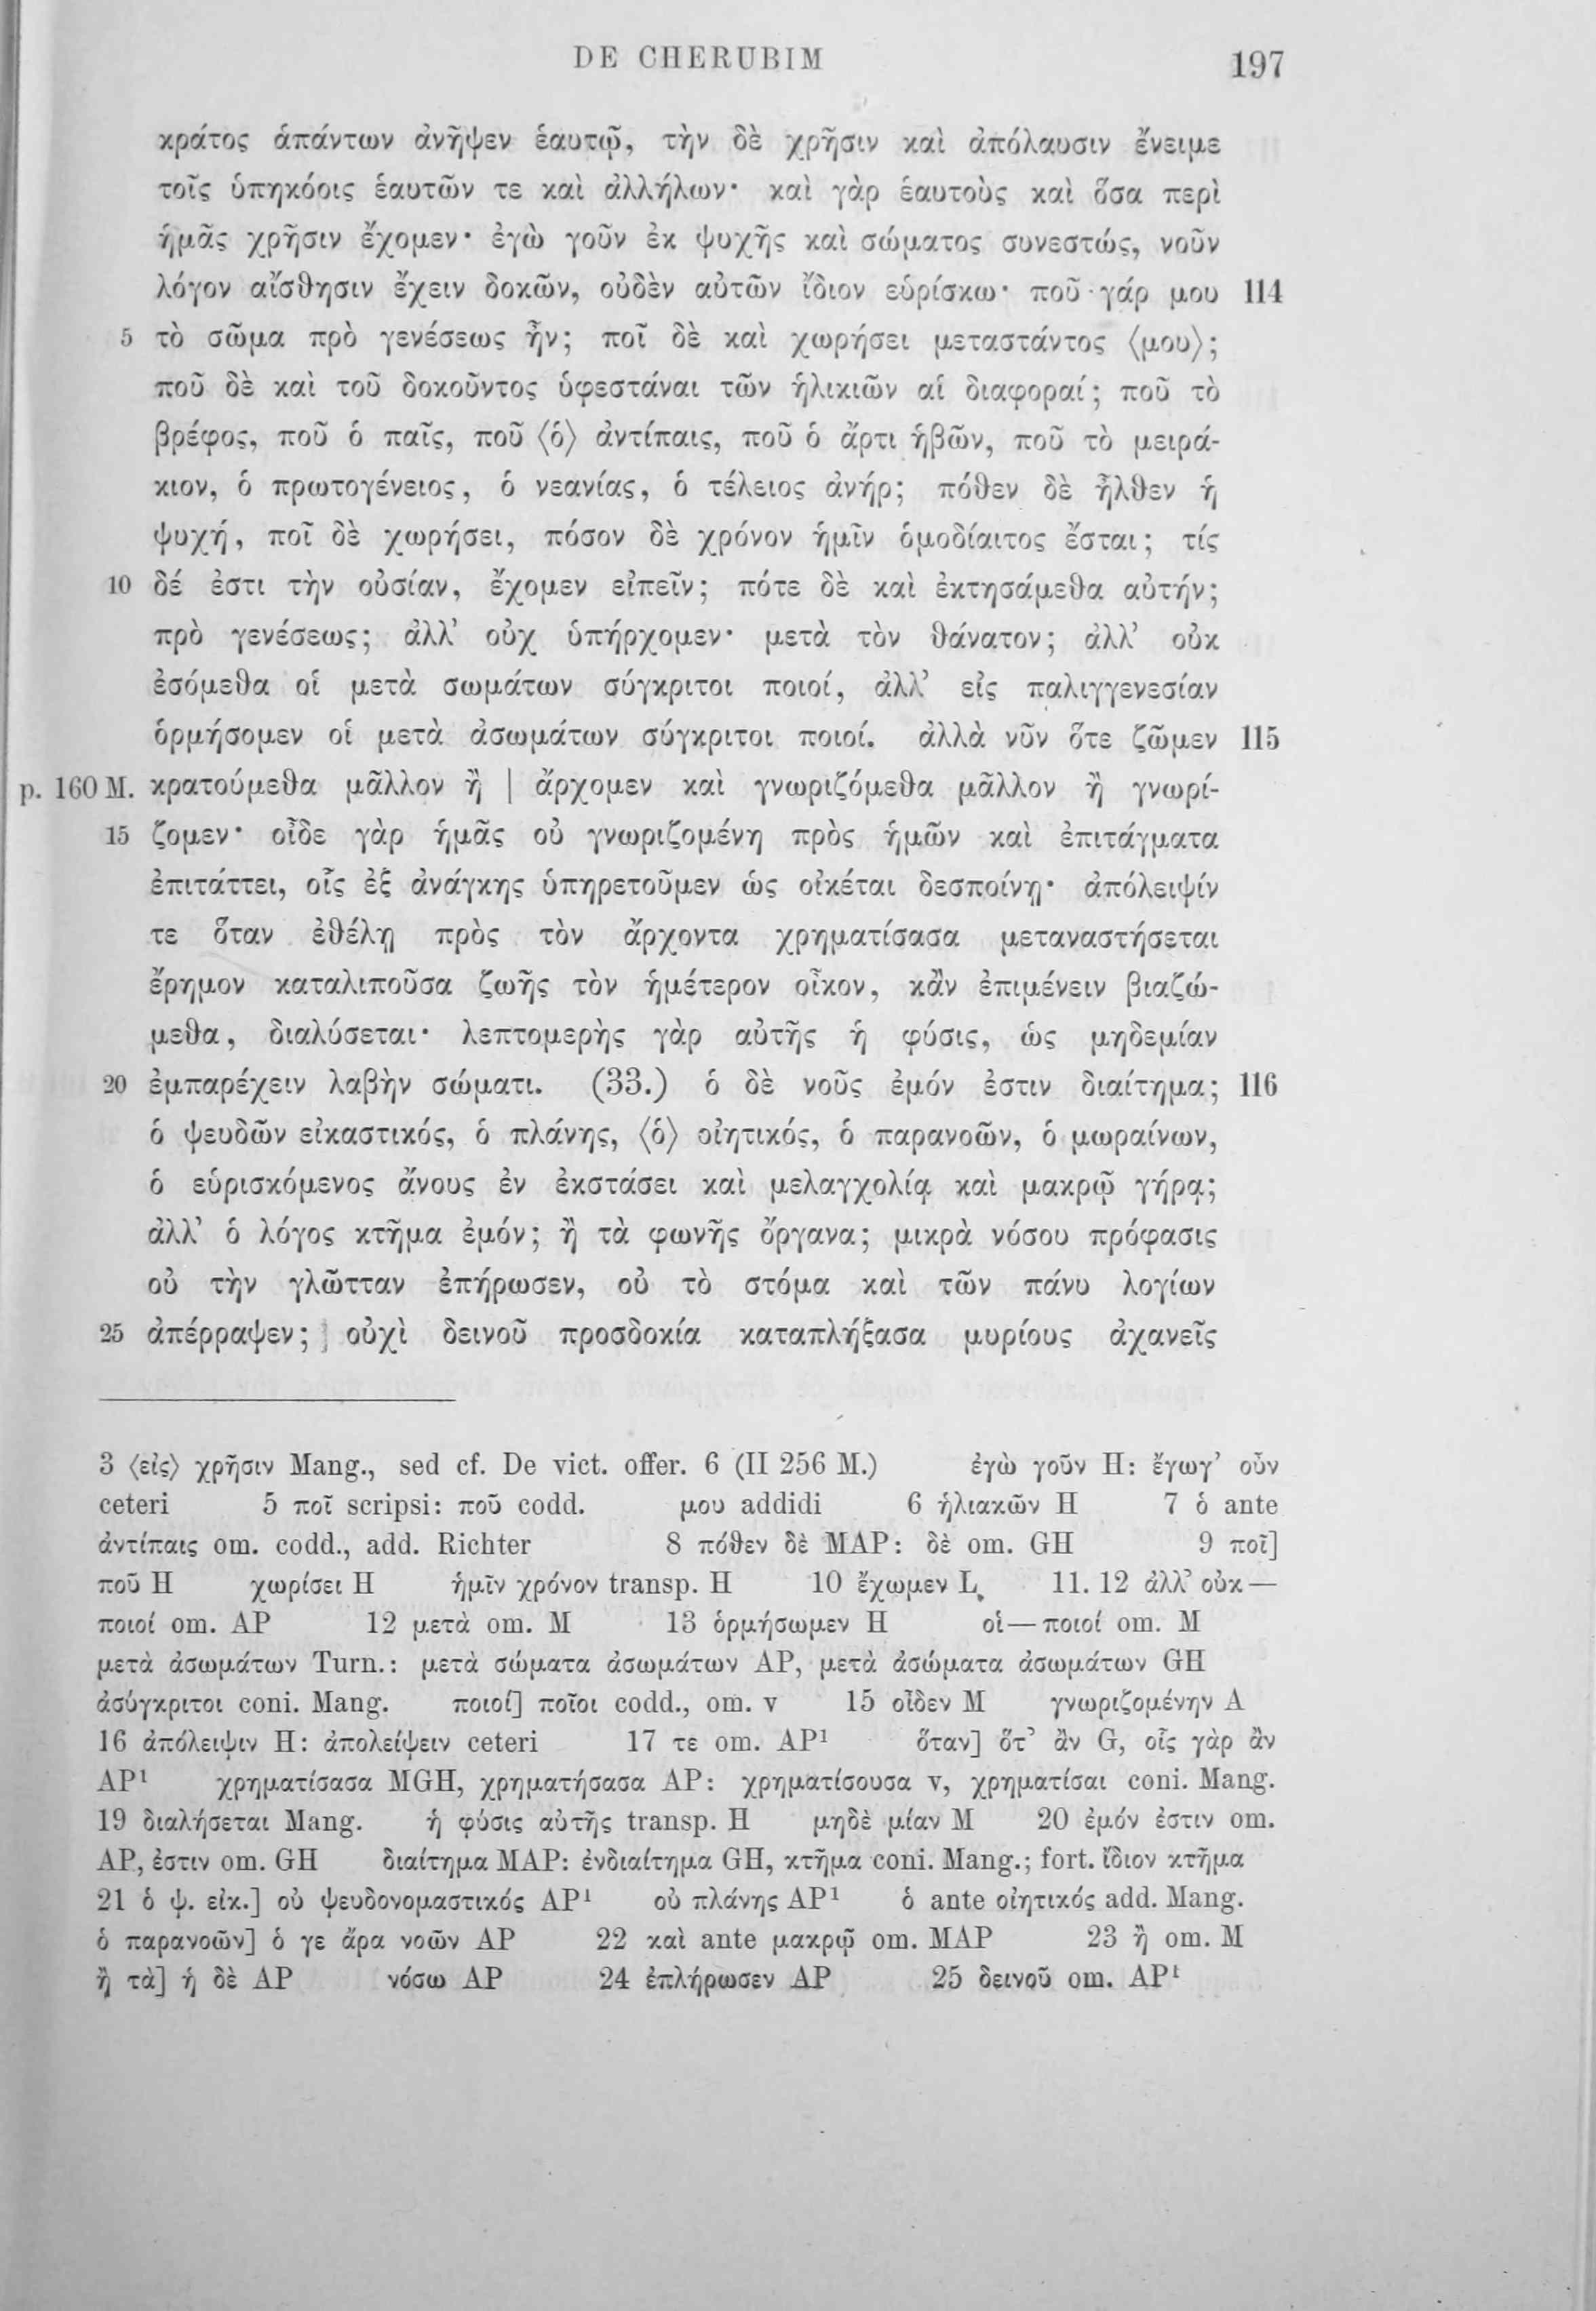 DE CHERUBIM 197
κράτος ἁπάντων ἀνῆψεν ἑαυτῷ, τὴν δὲ χρῆσιν καὶ ἀπόλαυσιν ἔνειμε
τοῖς ὑπηκόοις ἑαυτῶν τε καὶ ἀλλήλων· καὶ γὰρ ἑαυτοὺς καὶ ὅσα περὶ
ἡμᾶς χρῆσιν ἔχομεν· ἐγὼ γοῦν ἐκ ψυχῆς καὶ σώματος συνεστώς, νοῦν
λόγον αἴσθησιν ἔχειν δοκῶν, οὐδὲν αὐτῶν ἴδιον εὑρίσκω· ποῦ γάρ μου 114
5 τὸ σῶμα πρὸ γενέσεως ἦν; ποῖ δὲ καὶ χωρήσει μεταστάντος ⟨μου⟩;
ποῦ δὲ καὶ τοῦ δοκοῦντος ὑφεστάναι τῶν ἡλικιῶν αἱ διαφοραί; ποῦ τὸ
βρέφος, ποῦ ὁ παῖς, ποῦ ⟨ὁ⟩ ἀντίπαις, ποῦ ὁ ἄρτι ἡβῶν, ποῦ τὸ μειρά-
κιον, ὁ πρωτογένειος, ὁ νεανίας, ὁ τέλειος ἀνήρ; πόθεν δὲ ἦλθεν ἡ
ψυχή, ποῖ δὲ χωρήσει, πόσον δὲ χρόνον ἡμῖν ὁμοδίαιτος ἔσται; τίς
10 δέ ἐστι τὴν οὐσίαν, ἔχομεν εἰπεῖν; πότε δὲ καὶ ἐκτησάμεθα αὐτήν;
πρὸ γενέσεως; ἀλλ’ οὐχ ὑπήρχομεν· μετὰ τὸν θάνατον; ἀλλ’ οὐκ
ἐσόμεθα οἱ μετὰ σωμάτων σύγκριτοι ποιοί, ἀλλ’ εἰς παλιγγενεσίαν
ὁρμήσομεν οἱ μετὰ ἀσωμάτων σύγκριτοι ποιοί. ἀλλὰ νῦν ὅτε ζῶμεν 115
p. 160 M. κρατούμεθα μᾶλλον ἢ | ἄρχομεν καὶ γνωριζόμεθα μᾶλλον ἢ γνωρί-
15 ζομεν· οἶδε γὰρ ἡμᾶς οὐ γνωριζομένη πρὸς ἡμῶν καὶ ἐπιτάγματα
ἐπιτάττει, οἷς ἐξ ἀνάγκης ὑπηρετοῦμεν ὡς οἰκέται δεσποίνῃ· ἀπόλειψίν
τε ὅταν ἐθέλῃ πρὸς τὸν ἄρχοντα χρηματίσασα μεταναστήσεται
ἔρημον καταλιποῦσα ζωῆς τὸν ἡμέτερον οἶκον, κἂν ἐπιμένειν βιαζώ-
μεθα, διαλύσεται· λεπτομερὴς γὰρ αὐτῆς ἡ φύσις, ὡς μηδεμίαν
20 ἐμπαρέχειν λαβὴν σώματι. (33.) ὁ δὲ νοῦς ἐμόν ἐστιν διαίτημα; 116
ὁ ψευδῶν εἰκαστικός, ὁ πλάνης, ⟨ὁ⟩ οἰητικός, ὁ παρανοῶν, ὁ μωραίνων,
ὁ εὑρισκόμενος ἄνους ἐν ἐκστάσει καὶ μελαγχολίᾳ καὶ μακρῷ γήρᾳ;
ἀλλ’ ὁ λόγος κτῆμα ἐμόν; ἢ τὰ φωνῆς ὄργανα; μικρὰ νόσου πρόφασις
οὐ τὴν γλῶτταν ἐπήρωσεν, οὐ τὸ στόμα καὶ τῶν πάνυ λογίων
25 ἀπέρραψεν; οὐχὶ δεινοῦ προσδοκία καταπλήξασα μυρίους ἀχανεῖς
3 ⟨εἰς⟩ χρῆσιν Mang., sed cf. De vict. offer. 6 (II 256 M.) ἐγὼ γοῦν H: ἔγωγ’ οὖν
ceteri 5 ποῖ scripsi: ποῦ codd. μου addidi 6 ἡλιακῶν H 7 ὁ ante
ἀντίπαις om. codd., add. Richter 8 πόθεν δὲ MAP: δὲ om. GH 9 ποῖ]
ποῦ H χωρίσει H ἡμῖν χρόνον transp. H 10 ἔχωμεν L 11. 12 ἀλλ’ οὐκ —
ποιοί om. AP 12 μετὰ om. M 13 ὁρμήσωμεν H οἱ — ποιοί om. M
μετὰ ἀσωμάτων Turn.: μετὰ σώματα ἀσωμάτων AP, μετὰ ἀσώματα ἀσωμάτων GH
ἀσύγκριτοι coni. Mang. ποιοί] ποῖοι codd., om. v 15 οἶδεν M γνωριζομένην A
16 ἀπόλειψιν H: ἀπολείψειν ceteri 17 τε om. AP¹ ὅταν] ὅτ’ ἂν G, οἷς γὰρ ἂν
AP¹ χρηματίσασα MGH, χρηματήσασα AP: χρηματίσουσα v, χρηματίσαι coni. Mang.
19 διαλήσεται Mang. ἡ φύσις αὐτῆς transp. H μηδὲ μίαν M 20 ἐμόν ἐστιν om.
AP, ἐστιν om. GH διαίτημα MAP: ἐνδιαίτημα GH, κτῆμα coni. Mang.; fort. ἴδιον κτῆμα
21 ὁ ψ. εἰκ.] οὐ ψευδονομαστικός AP¹ οὐ πλάνης AP¹ ὁ ante οἰητικός add. Mang.
ὁ παρανοῶν] ὁ γε ἄρα νοῶν AP 22 καὶ ante μακρῷ om. MAP 23 ἢ om. M
ἢ τὰ] ἡ δὲ AP νόσω AP 24 ἐπλήρωσεν AP 25 δεινοῦ om. AP¹